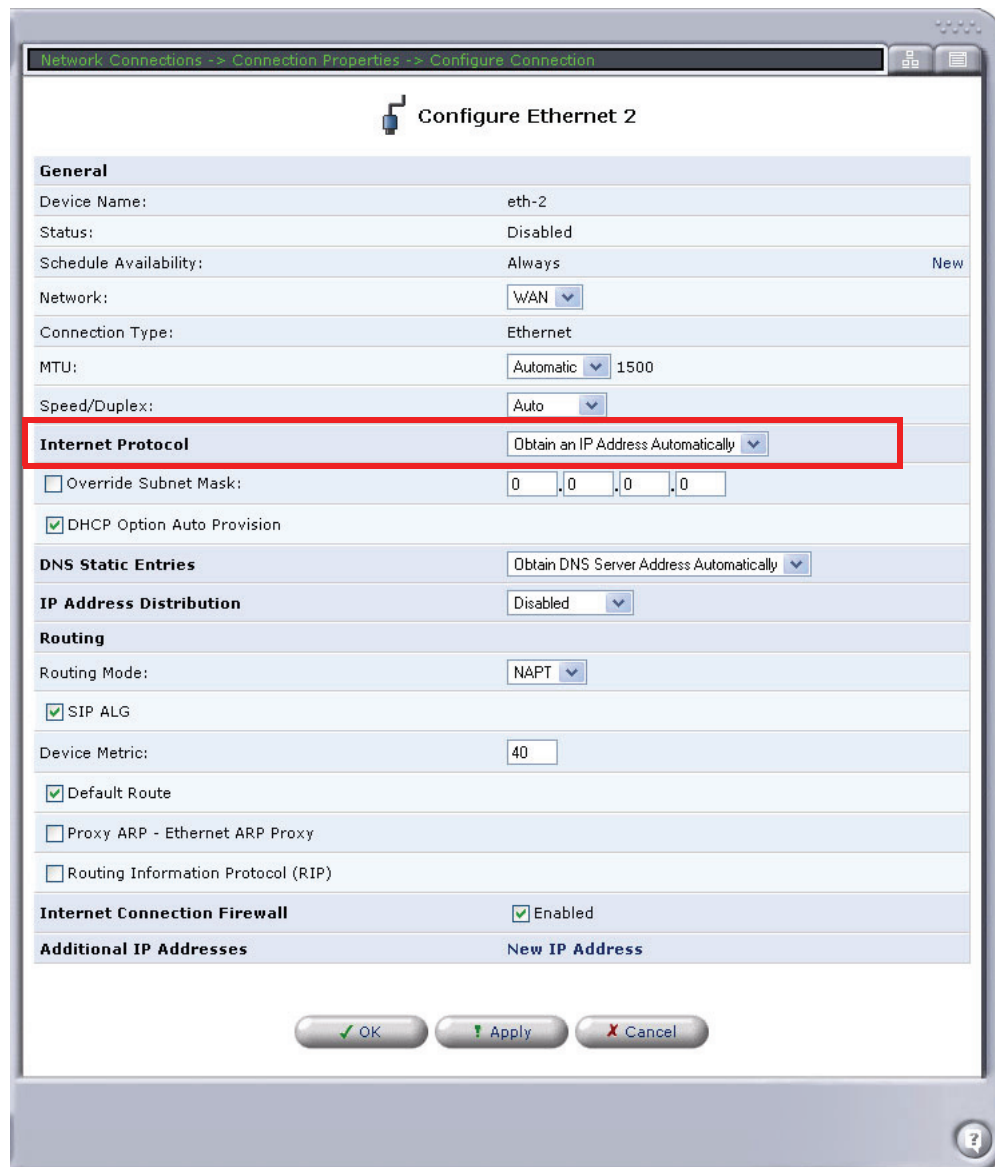 Network Connections -> Connection Properties -> Configure Connection
Configure Ethernet 2
General
Device Name: eth-2
Status: Disabled
Schedule Availability: Always New
Network: WAN
Connection Type: Ethernet
MTU: Automatic 1500
Speed/Duplex: Auto
Internet Protocol Obtain an IP Address Automatically
Override Subnet Mask: 0 .0 .0 .0
DHCP Option Auto Provision
DNS Static Entries Obtain DNS Server Address Automatically
IP Address Distribution Disabled
Routing
Routing Mode: NAPT
SIP ALG
Device Metric: 40
Default Route
Proxy ARP - Ethernet ARP Proxy
Routing Information Protocol (RIP)
Internet Connection Firewall Enabled
Additional IP Addresses New IP Address
OK ! Apply X Cancel
?